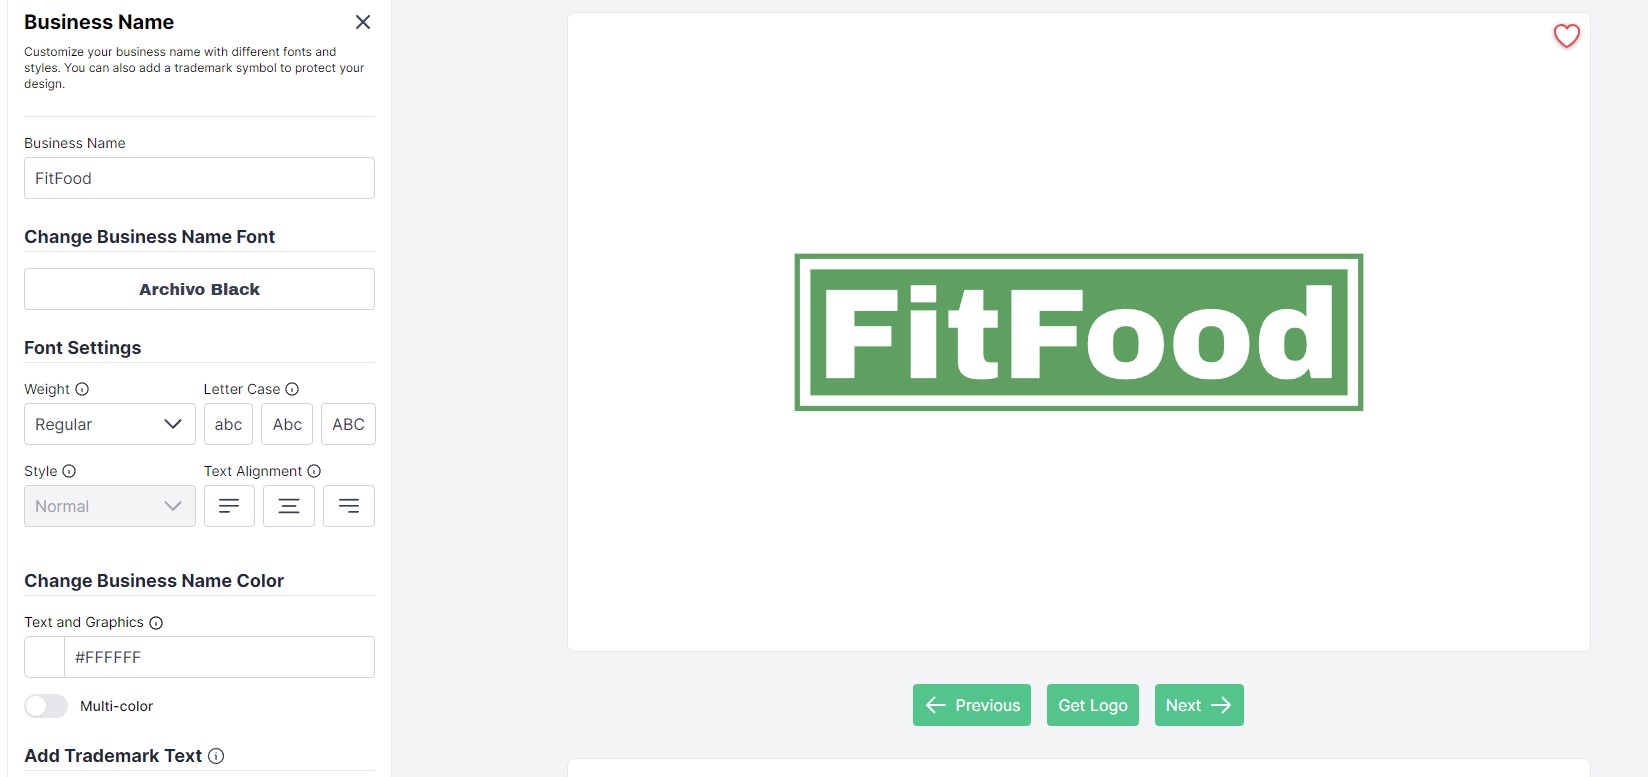 Business Name
Customize your business name with different fonts and
styles. You can also add a trademark symbol to protect your
design.
Business Name
FitFood
Change Business Name Font
Archivo Black
Font Settings
Weight Letter Case
Regular abc Abc ABC
Style Text Alignment
Normal
Change Business Name Color
Text and Graphics
#FFFFFF
Multi-color
Add Trademark Text
FitFood
Previous Get Logo Next